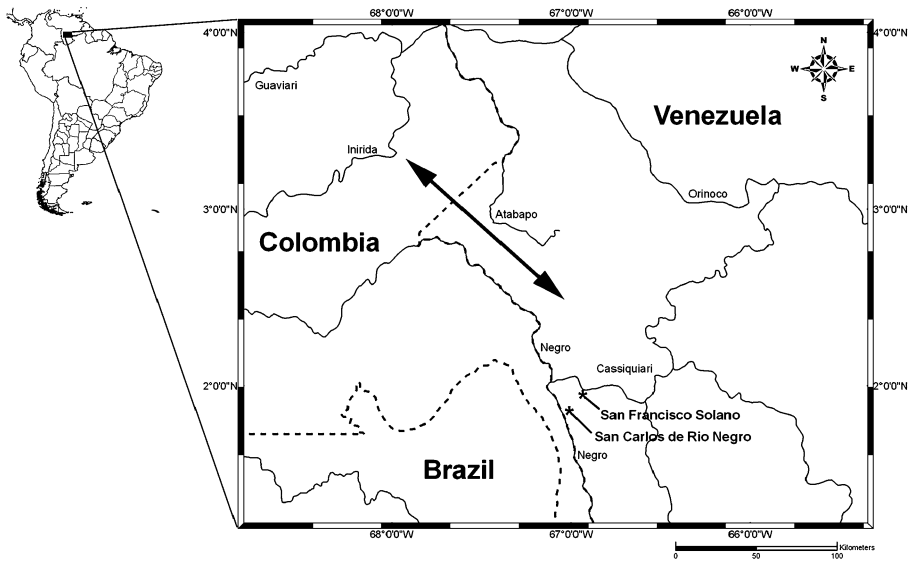 68°0'0"W 67°0'0"W 66°0'0"W
4°0'0"N 4°0'0"N
N
W E
S
Guaviari
Venezuela
Inirida
Orinoco
3°0'0"N 3°0'0"N
Atabapo
Colombia
Negro
Cassiquiari
2°0'0"N 2°0'0"N
San Francisco Solano
San Carlos de Rio Negro
Negro
Brazil
68°0'0"W 67°0'0"W 66°0'0"W
Kilometers
0 50 100